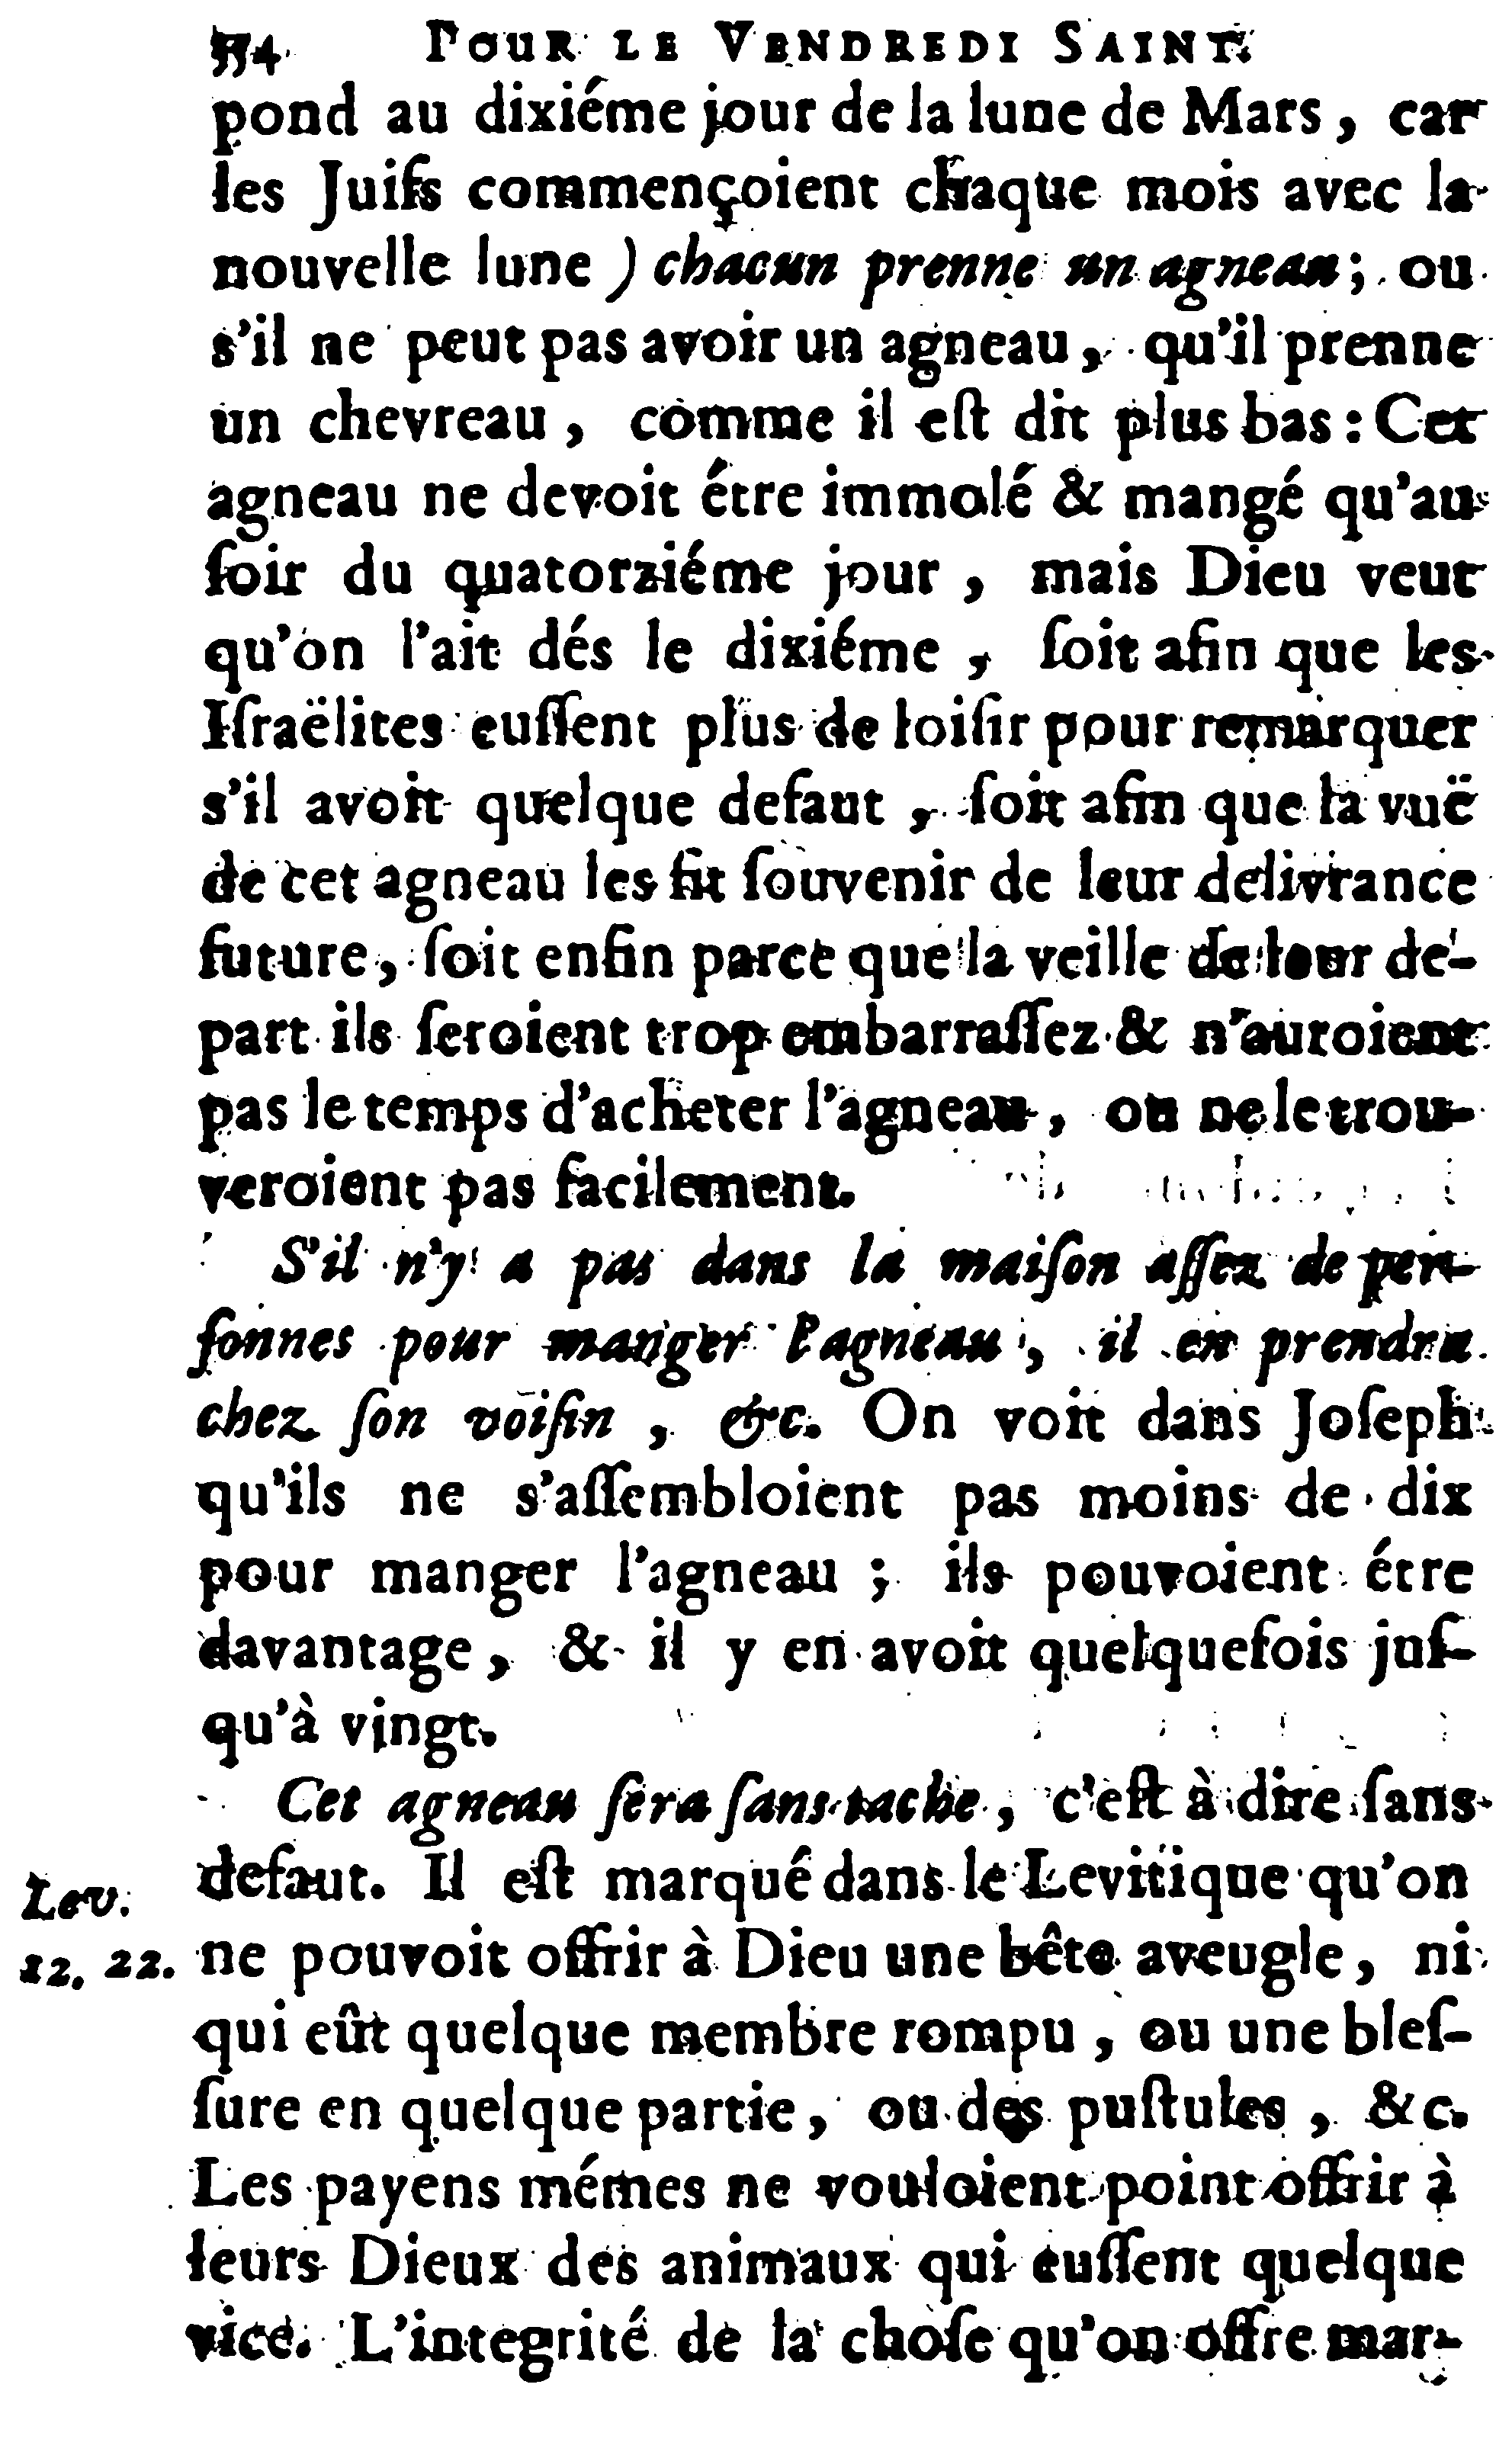 554 POUR LE VENDREDI SAINT.
pond au dixiéme jour de la lune de Mars, car
les Juifs commençoient chaque mois avec la
nouvelle lune ) chacun prenne un agneau ; ou
s'il ne peut pas avoir un agneau, qu'il prenne
un chevreau, comme il eſt dit plus bas : Cet
agneau ne devoit étre immolé & mangé qu'au
ſoir du quatorziéme jour, mais Dieu veut
qu'on l'ait dés le dixiéme, ſoit afin que les
Iſraëlites euſſent plus de loiſir pour remarquer
s'il avoit quelque defaut, ſoit afin que la vuë
de cet agneau les fit ſouvenir de leur delivrance
future, ſoit enfin parce que la veille de leur dé-
part ils ſeroient trop embarraſſez & n'auroient
pas le temps d'acheter l'agneau, ou ne le trou-
veroient pas facilement.
S'il n'y a pas dans la maiſon aſſez de per-
ſonnes pour manger l'agneau, il en prendra
chez ſon voiſin, &c. On voit dans Joſeph
qu'ils ne s'aſſembloient pas moins de dix
pour manger l'agneau ; ils pouvoient étre
davantage, & il y en avoit quelquefois juſ-
qu'à vingt.
Cet agneau ſera ſans tache, c'eſt à dire ſans
defaut. Il eſt marqué dans le Levitique qu'on
Lev.
22. 22.
ne pouvoit offrir à Dieu une bête aveugle, ni
qui eût quelque membre rompu, ou une bleſ-
ſure en quelque partie, ou des puſtules, &c.
Les payens mémes ne vouloient point offrir à
leurs Dieux des animaux qui euſſent quelque
vice. L'integrité de la choſe qu'on offre mar-